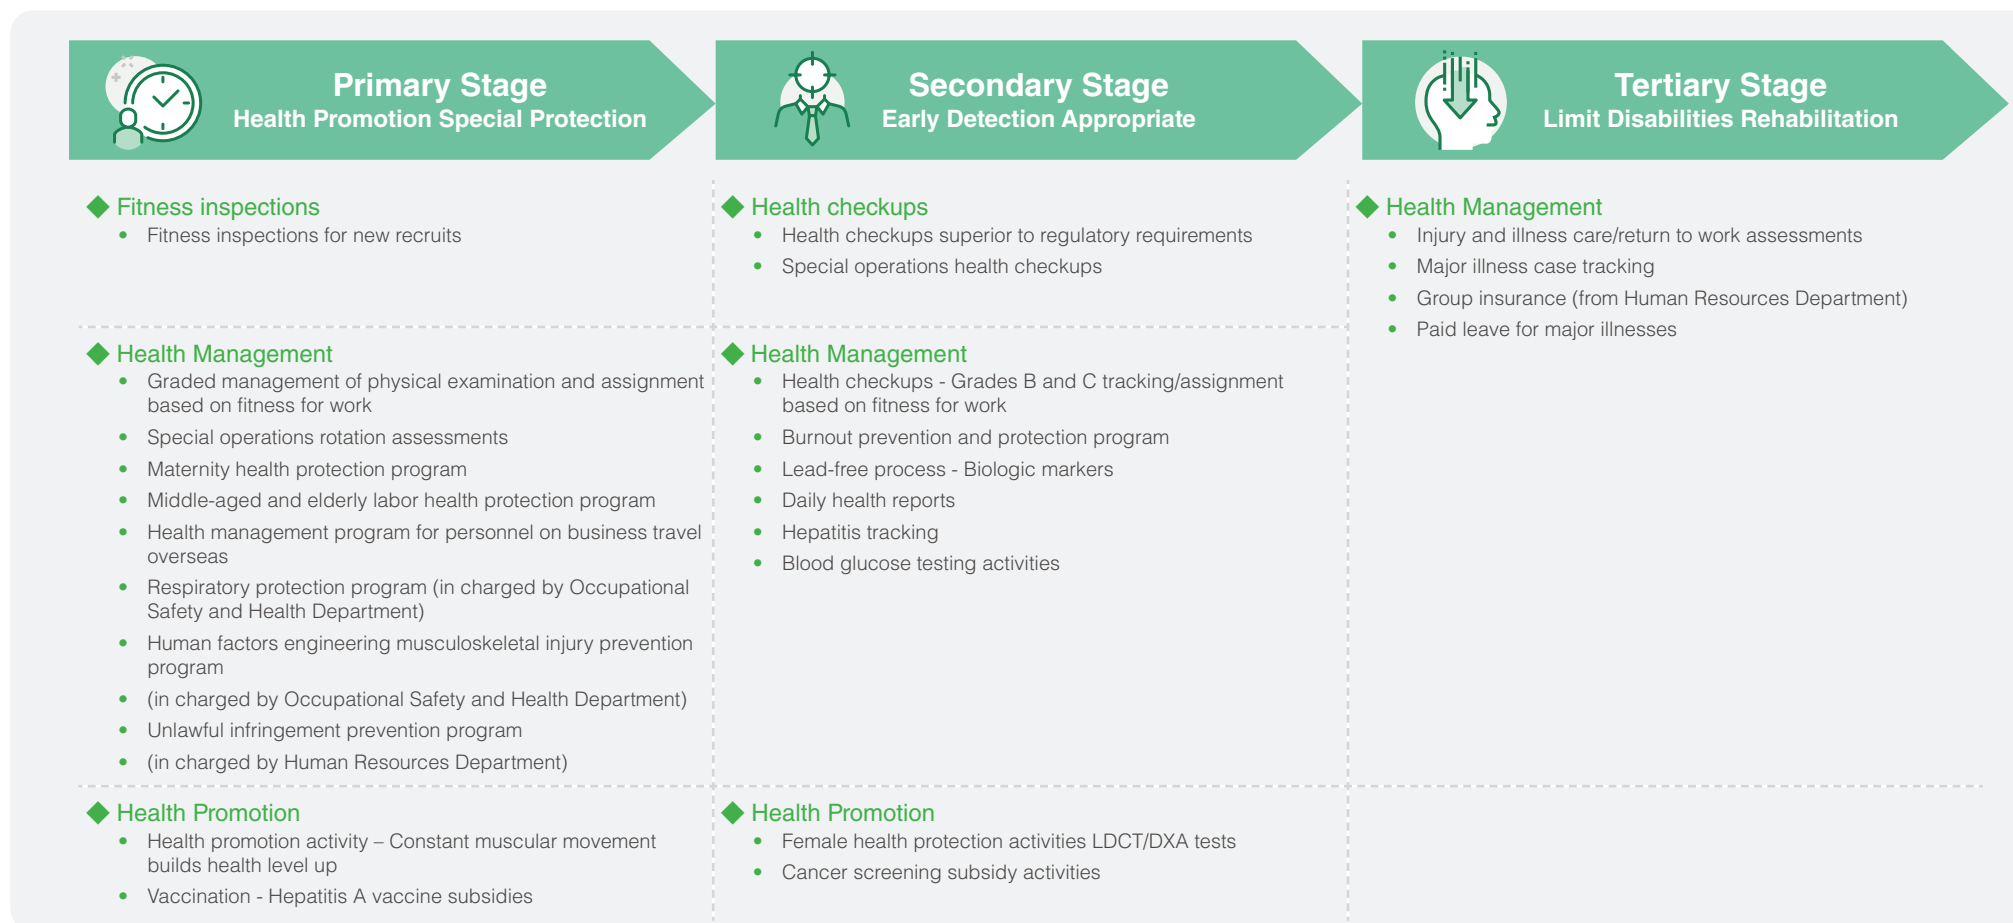 Primary Stage
Health Promotion Special Protection
Secondary Stage
Early Detection Appropriate
Tertiary Stage
Limit Disabilities Rehabilitation
Fitness inspections
Fitness inspections for new recruits
Health Management
Graded management of physical examination and assignment
based on fitness for work
Special operations rotation assessments
Maternity health protection program
Middle-aged and elderly labor health protection program
Health management program for personnel on business travel
overseas
Respiratory protection program (in charged by Occupational
Safety and Health Department)
Human factors engineering musculoskeletal injury prevention
program
(in charged by Occupational Safety and Health Department)
Unlawful infringement prevention program
(in charged by Human Resources Department)
Health Promotion
Health promotion activity – Constant muscular movement
builds health level up
Vaccination - Hepatitis A vaccine subsidies
Health checkups
Health checkups superior to regulatory requirements
Special operations health checkups
Health Management
Health checkups - Grades B and C tracking/assignment
based on fitness for work
Burnout prevention and protection program
Lead-free process - Biologic markers
Daily health reports
Hepatitis tracking
Blood glucose testing activities
Health Promotion
Female health protection activities LDCT/DXA tests
Cancer screening subsidy activities
Health Management
Injury and illness care/return to work assessments
Major illness case tracking
Group insurance (from Human Resources Department)
Paid leave for major illnesses